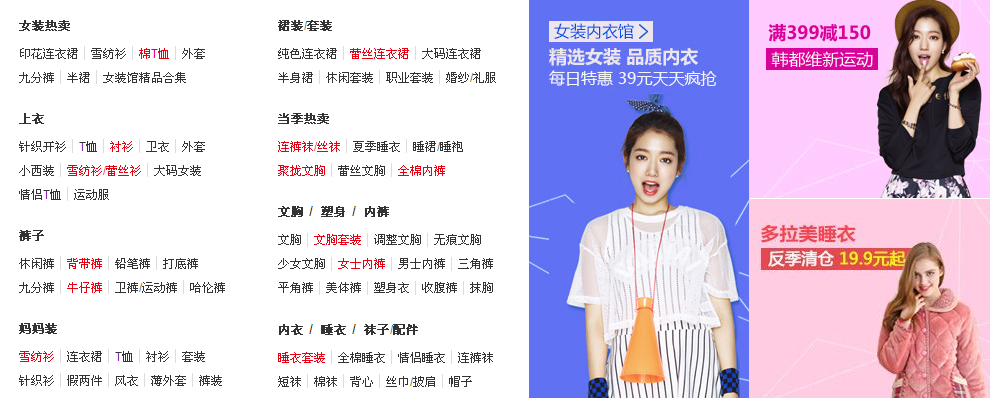 女装热卖
印花连衣裙 雪纺衫 棉T恤 外套
九分裤 半裙 女装馆精品合集
上衣
针织开衫 T恤 衬衫 卫衣 外套
小西装 雪纺衫/蕾丝衫 大码女装
情侣T恤 运动服
裤子
休闲裤 背带裤 铅笔裤 打底裤
九分裤 牛仔裤 卫裤/运动裤 哈伦裤
妈妈装
雪纺衫 连衣裙 T恤 衬衫 套装
针织衫 假两件 风衣 薄外套 裤装
裙装/套装
纯色连衣裙 蕾丝连衣裙 大码连衣裙
半身裙 休闲套装 职业套装 婚纱/礼服
当季热卖
连裤袜/丝袜 夏季睡衣 睡裙/睡袍
聚拢文胸 蕾丝文胸 全棉内裤
文胸 / 塑身 / 内裤
文胸 文胸套装 调整文胸 无痕文胸
少女文胸 女士内裤 男士内裤 三角裤
平角裤 美体裤 塑身衣 收腹裤 抹胸
内衣 / 睡衣 / 袜子/配件
睡衣套装 全棉睡衣 情侣睡衣 连裤袜
短袜 棉袜 背心 丝巾/披肩 帽子
女装内衣馆 >
精选女装 品质内衣
每日特惠 39元天天疯抢
满399减150
韩都维新运动
多拉美睡衣
反季清仓 19.9元起